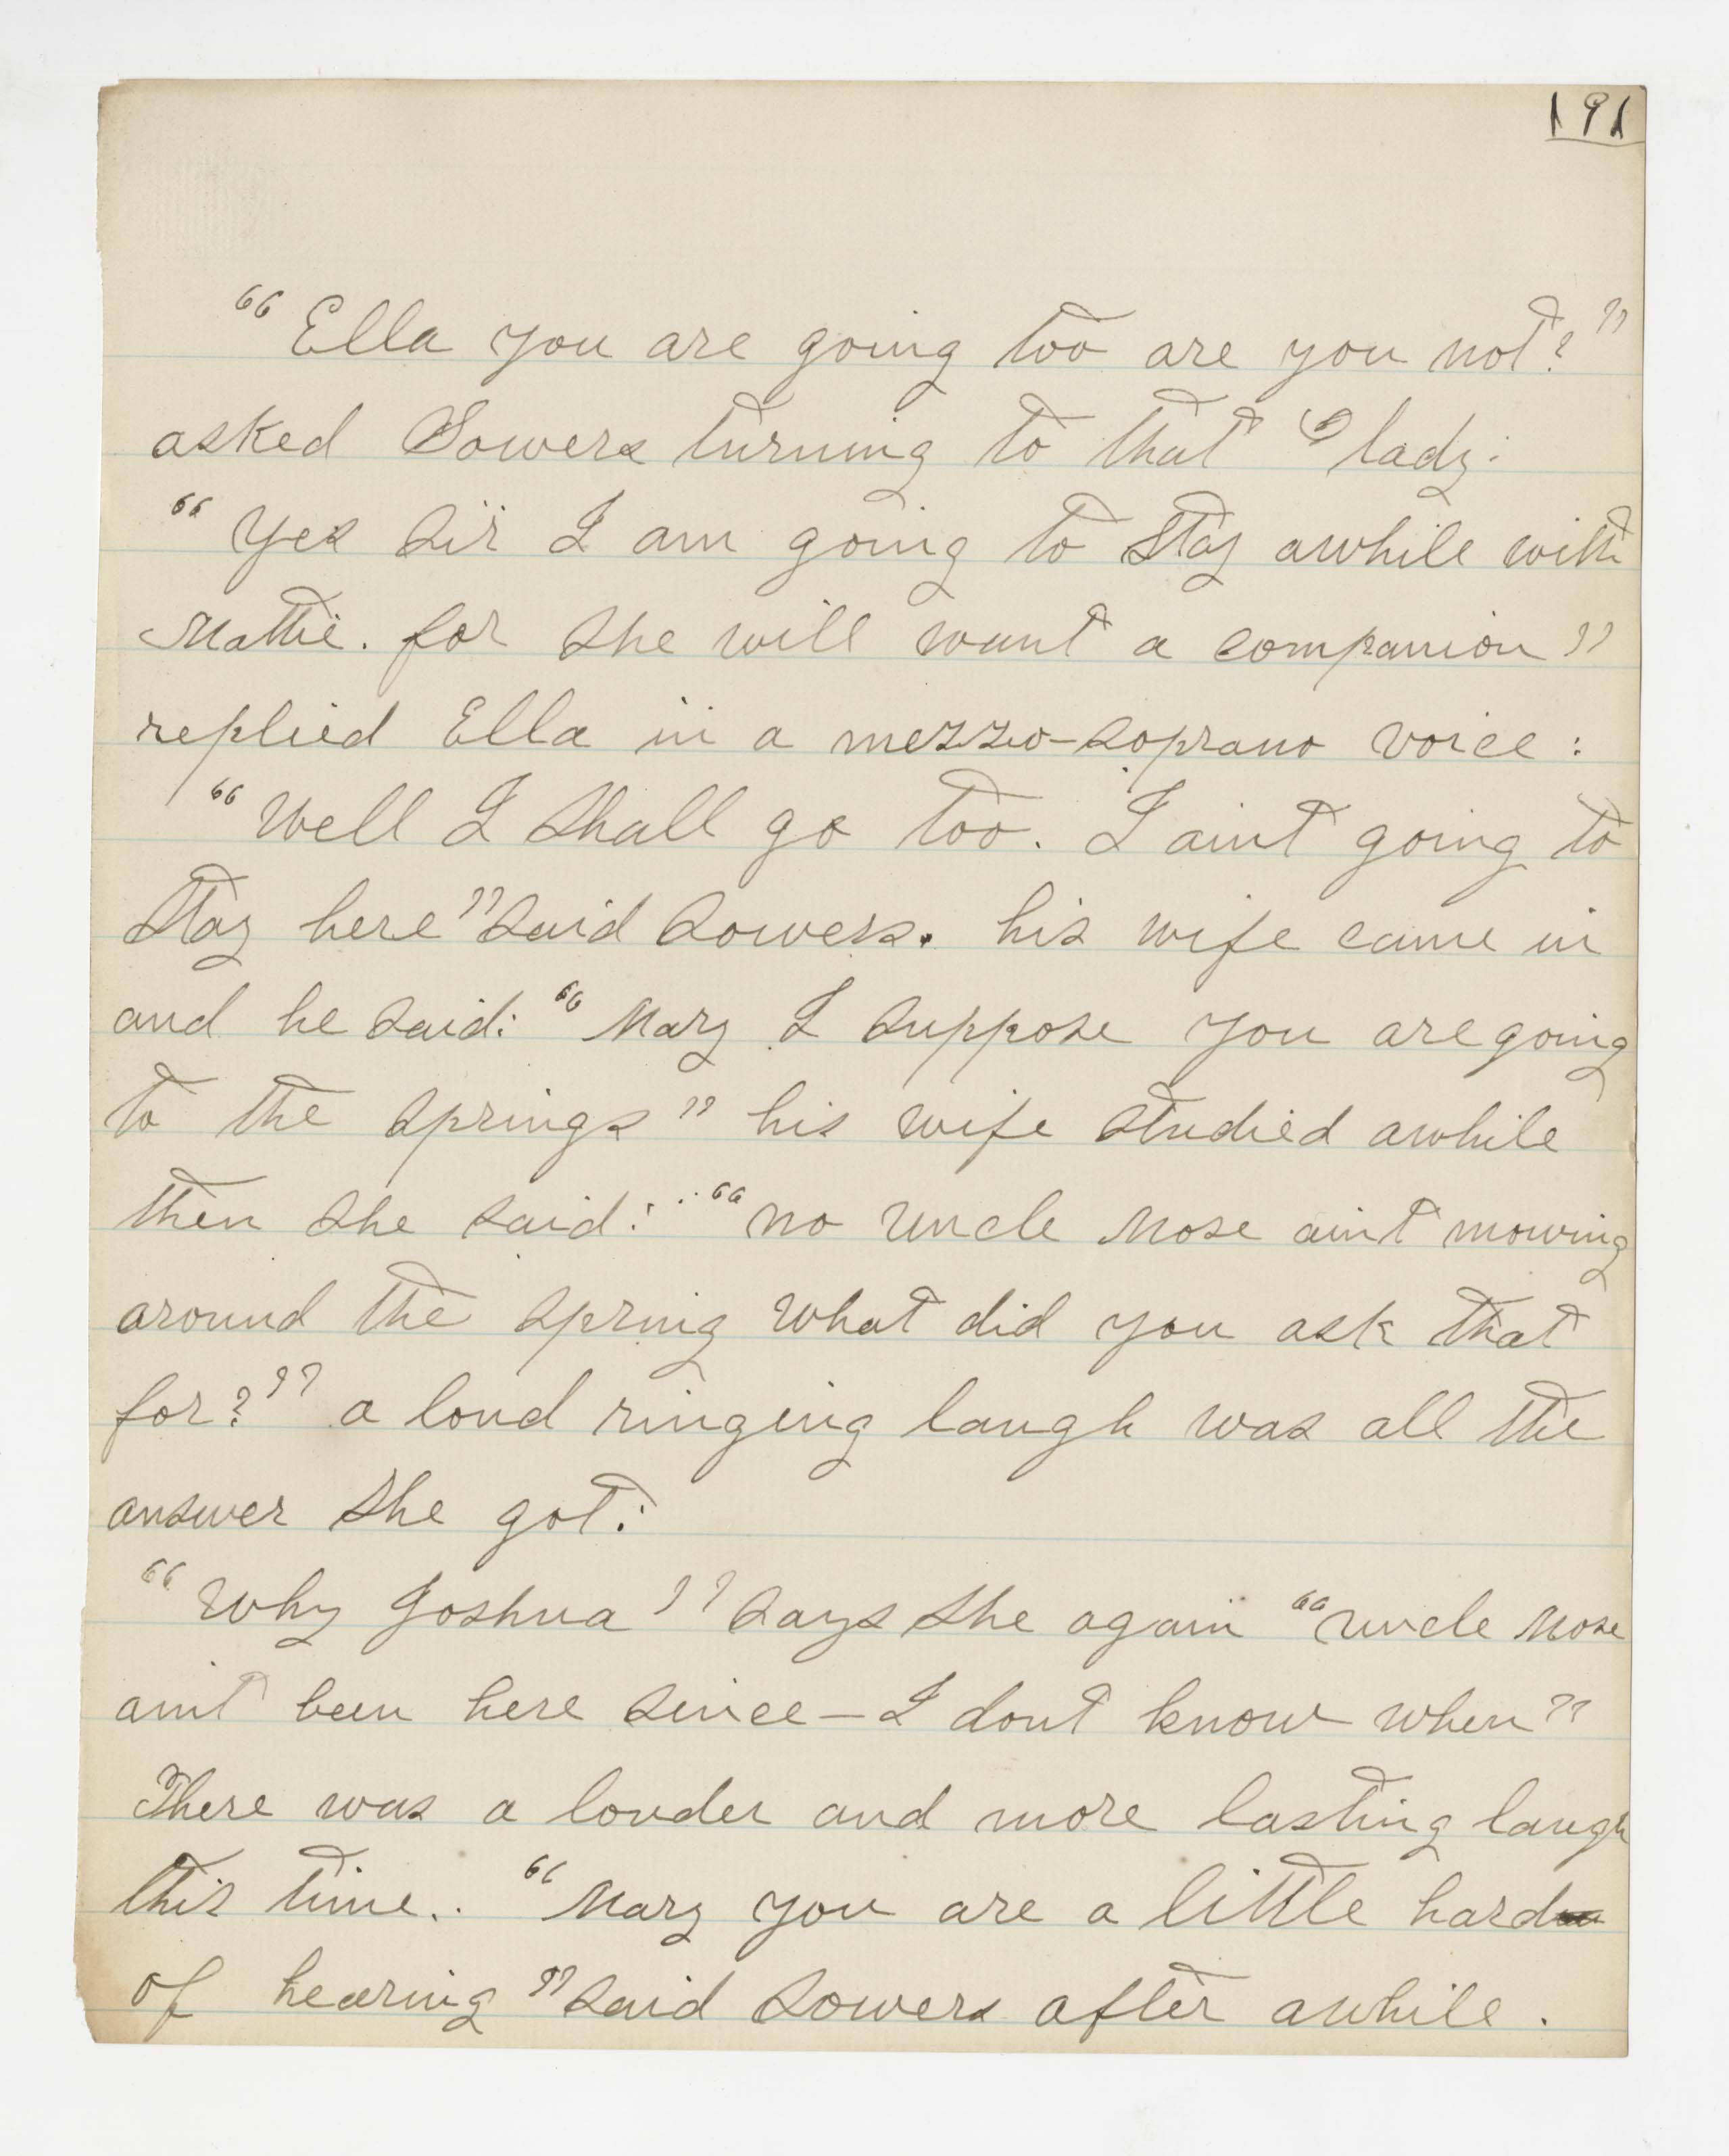 191
"Ella you are going too are you not?"
asked Sowers turning to that lady.
"Yes sir I am going to stay awhile with
Mattie. for she will want a companion"
replied Ella in a mezzo-soprano voice:
"Well I shall go too. I aint going to
stay here" said Sowers. his wife came in
and he said: "Mary I suppose you are going
to the springs" his wife studied awhile
then she said: "no uncle Mose aint mowing
around the spring what did you ask that
for?" a loud ringing laugh was all the
answer she got:
"Why Joshua" says she again "uncle Mose
aint been here since—I dont know when"
There was a louder and more lasting laugh
this time.. "Mary you are a little hard
of hearing" said Sowers after awhile.